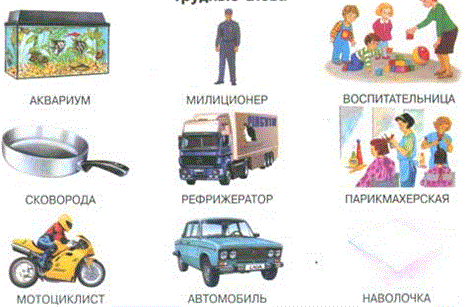 АКВАРИУМ
МИЛИЦИОНЕР
ВОСПИТАТЕЛЬНИЦА
СКОВОРОДА
РЕФРИЖЕРАТОР
ПАРИКМАХЕРСКАЯ
МОТОЦИКЛИСТ
АВТОМОБИЛЬ
НАВОЛОЧКА